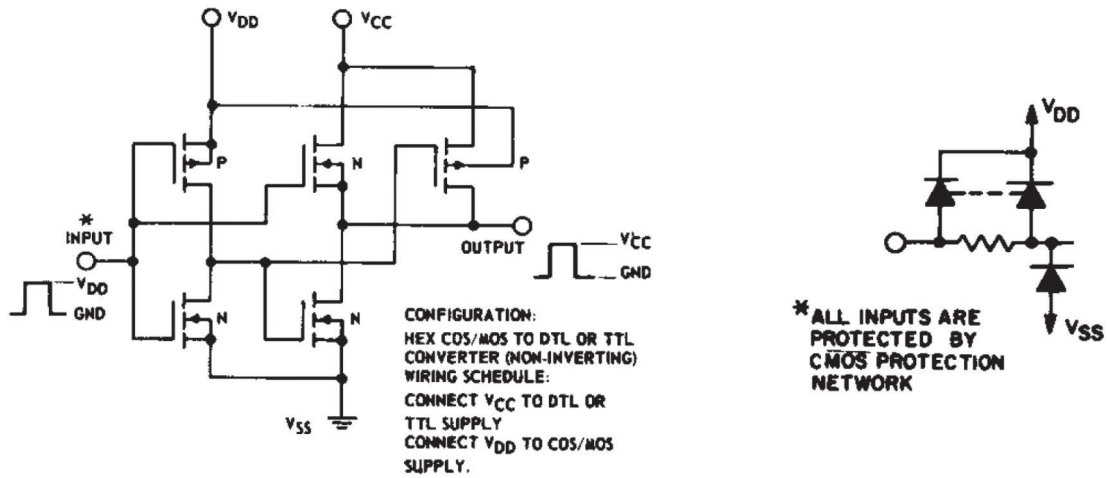 VDD
VCC
P
N
P
*
INPUT
OUTPUT
VDD
GND
VCC
GND
N
N
VSS
CONFIGURATION:
HEX COS/MOS TO DTL OR TTL
CONVERTER (NON-INVERTING)
WIRING SCHEDULE:
CONNECT VCC TO DTL OR
TTL SUPPLY
CONNECT VDD TO COS/MOS
SUPPLY.
VDD
VSS
*ALL INPUTS ARE
PROTECTED BY
CMOS PROTECTION
NETWORK